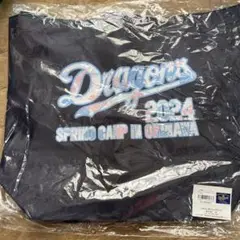 Dragons
2024
SPRING CAMP IN OKINAWA